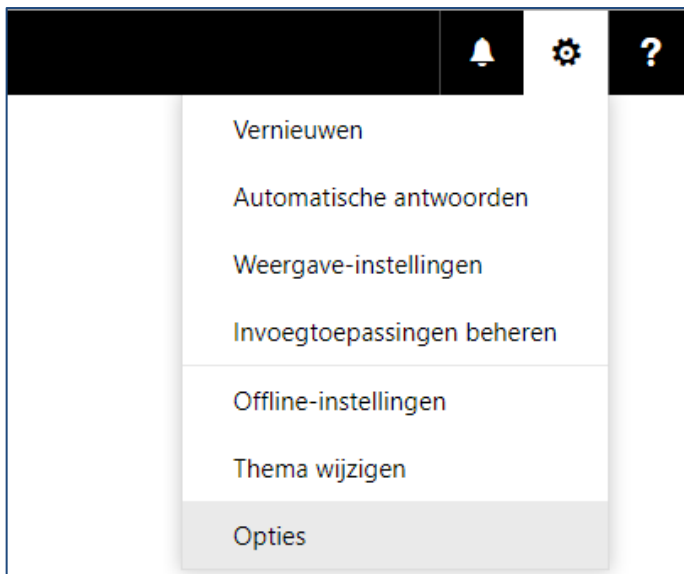 ?
Vernieuwen
Automatische antwoorden
Weergave-instellingen
Invoegtoepassingen beheren
Offline-instellingen
Thema wijzigen
Opties